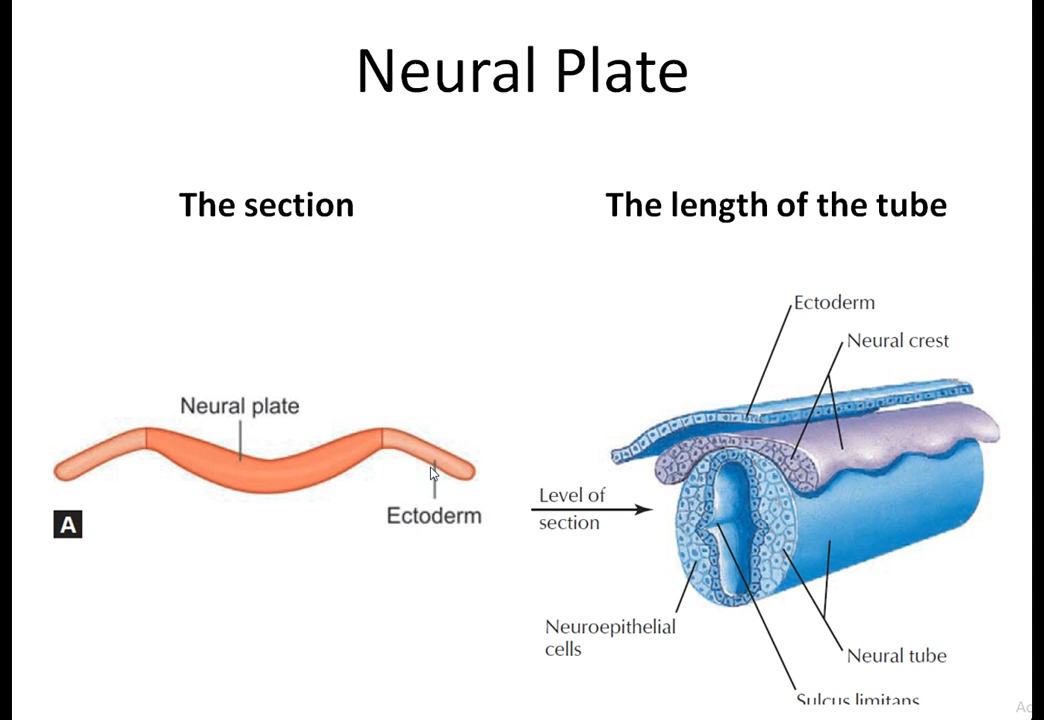 Neural Plate
The section
The length of the tube
Neural plate
Ectoderm
A
Ectoderm
Neural crest
Level of
section
Neuroepithelial
cells
Neural tube
Sulcus limitans